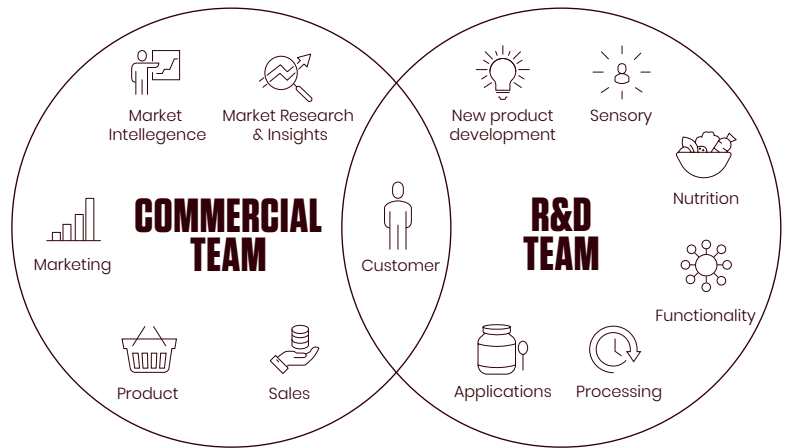 Market
Intellegence
Market Research
& Insights
New product
development
Sensory
Nutrition
COMMERCIAL
TEAM
R&D
TEAM
Marketing
Customer
Functionality
Product
Sales
Applications
Processing